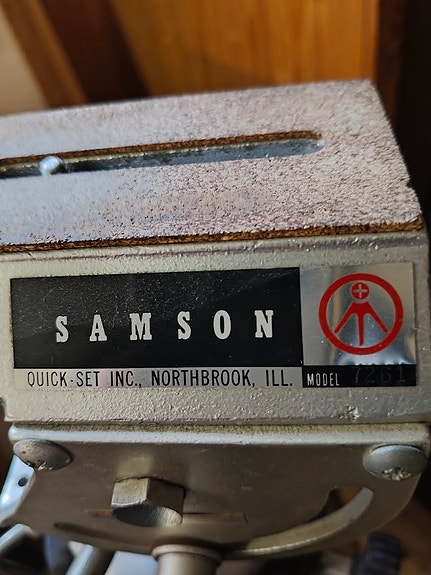 SAMSON
QUICK-SET INC., NORTHBROOK, ILL.
MODEL 7261